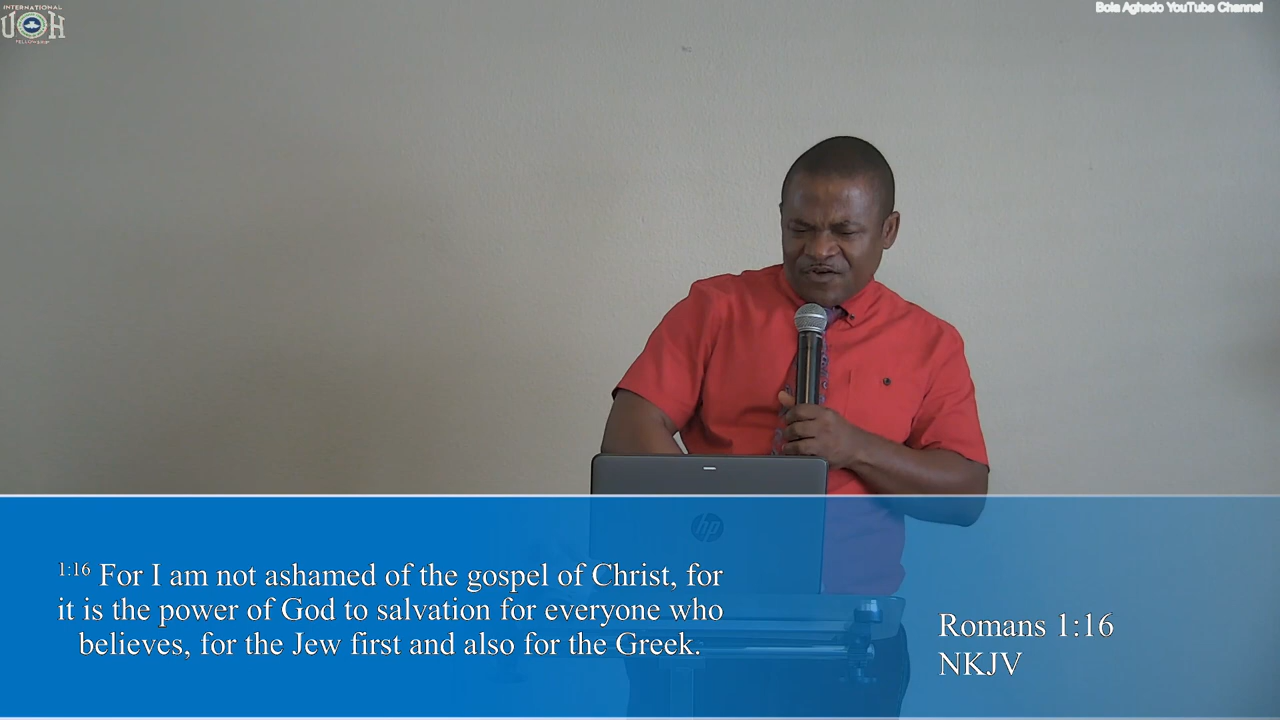 INTERNATIONAL
UOH
FELLOWSHIP
Bola Aghedo YouTube Channel
hp
1:16 For I am not ashamed of the gospel of Christ, for
it is the power of God to salvation for everyone who
believes, for the Jew first and also for the Greek.
Romans 1:16
NKJV